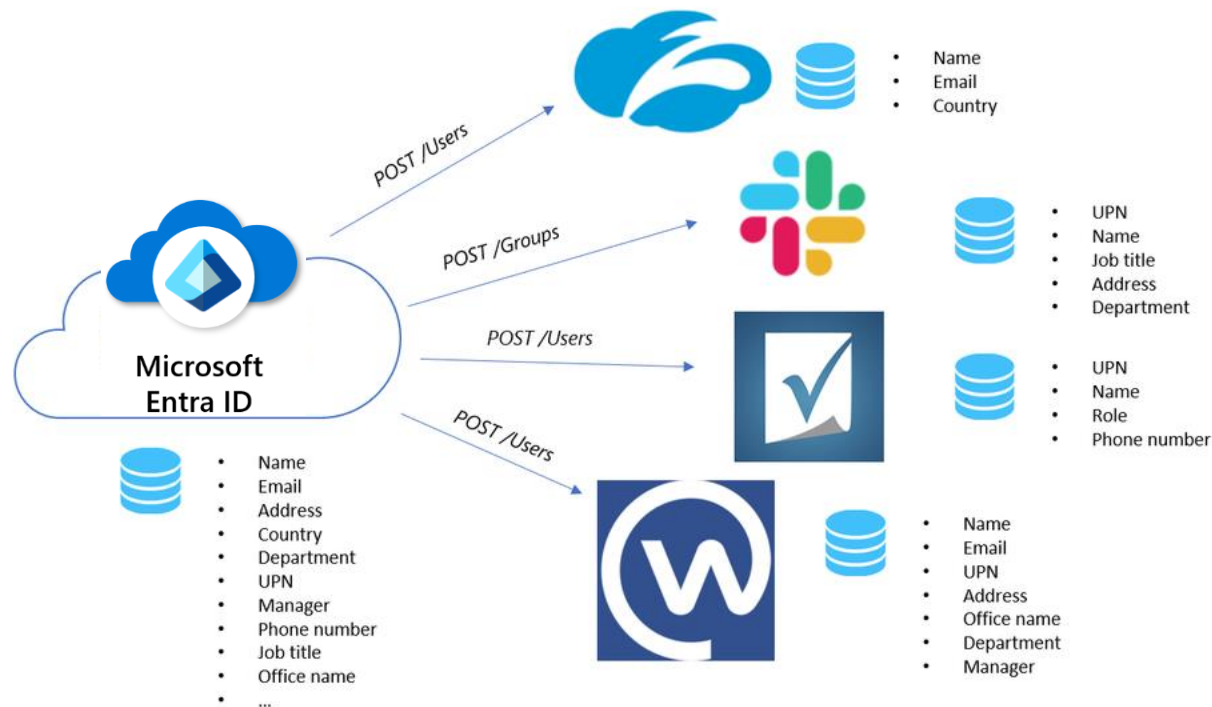 POST /Users
• Name
• Email
• Country
POST /Groups
• UPN
• Name
• Job title
• Address
• Department
POST /Users
• UPN
• Name
• Role
• Phone number
POST /Users
• Name
• Email
• UPN
• Address
• Office name
• Department
• Manager
Microsoft
Entra ID
• Name
• Email
• Address
• Country
• Department
• UPN
• Manager
• Phone number
• Job title
• Office name
• ...